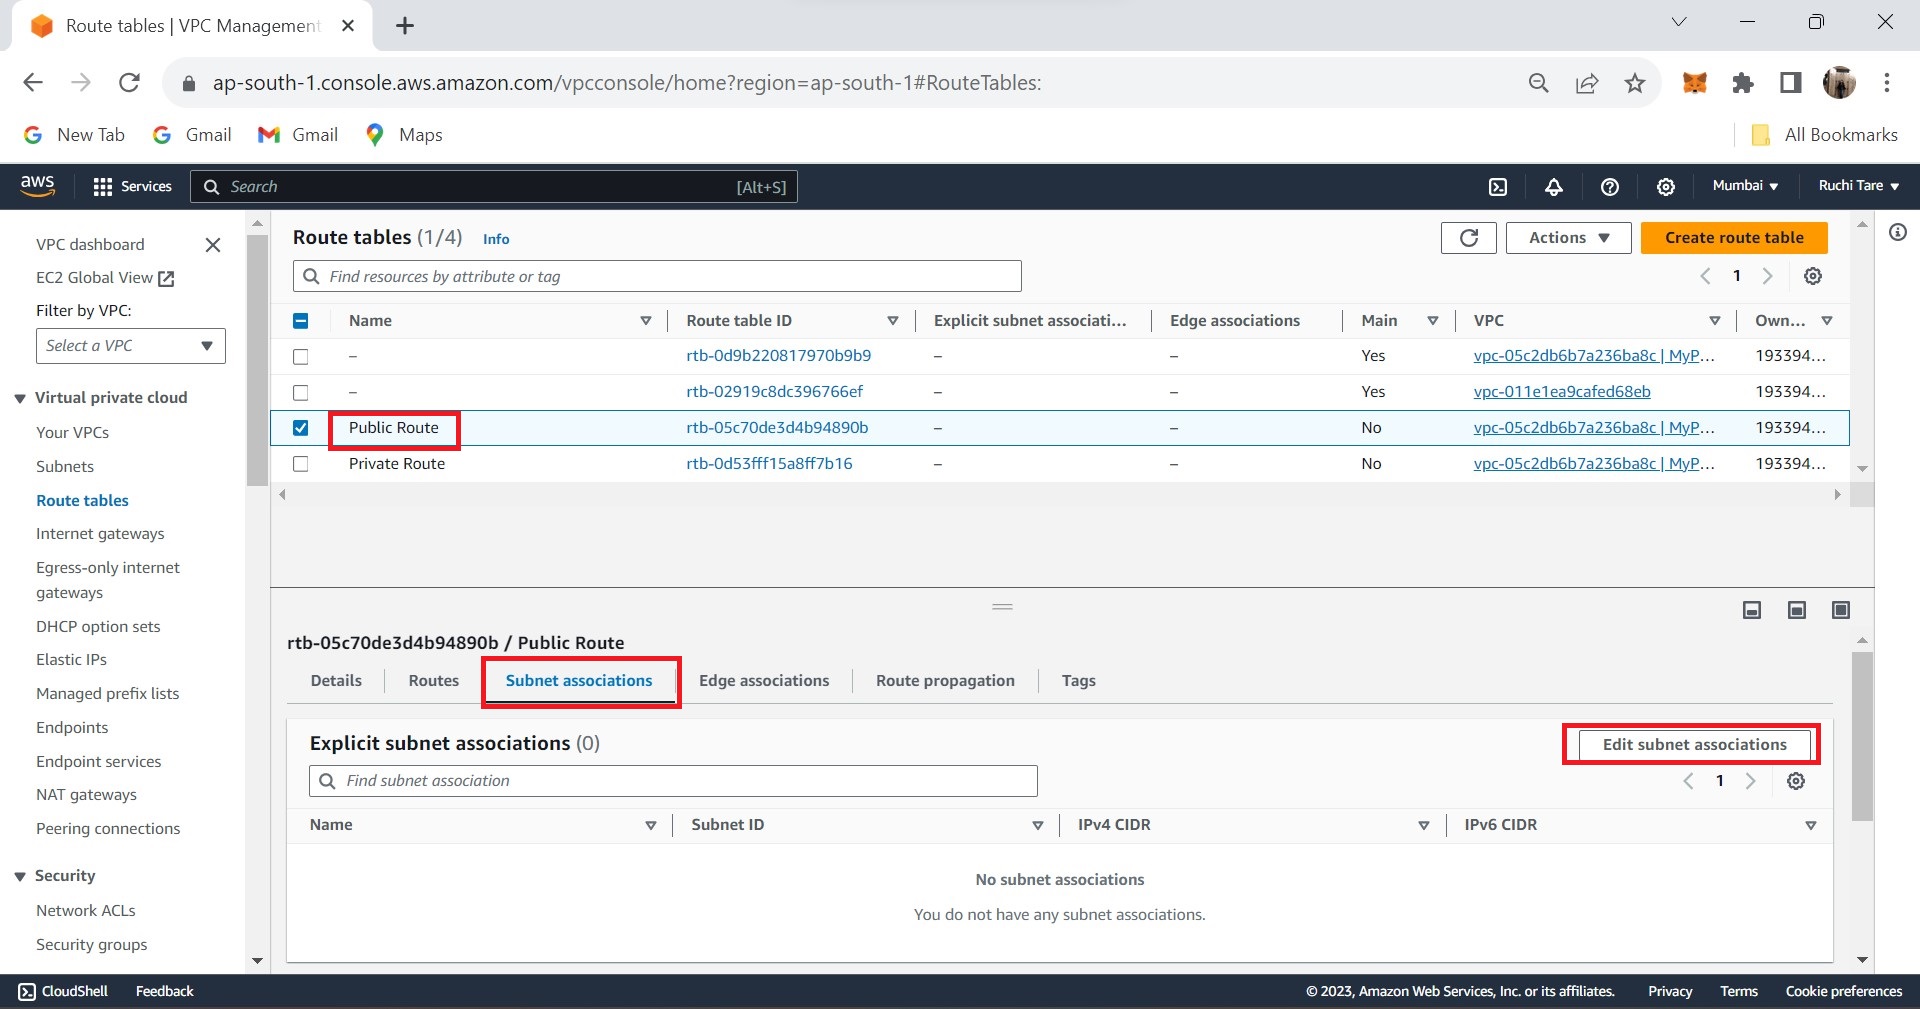 Route tables | VPC Management
ap-south-1.console.aws.amazon.com/vpcconsole/home?region=ap-south-1#RouteTables:
New Tab Gmail Gmail Maps All Bookmarks
aws Services Search [Alt+S] Mumbai Ruchi Tare
VPC dashboard
EC2 Global View
Filter by VPC:
Select a VPC
Virtual private cloud
Your VPCs
Subnets
Route tables
Internet gateways
Egress-only internet
gateways
DHCP option sets
Elastic IPs
Managed prefix lists
Endpoints
Endpoint services
NAT gateways
Peering connections
Security
Network ACLs
Security groups
Route tables (1/4) Info
Actions Create route table
Find resources by attribute or tag
1
Name Route table ID Explicit subnet associati... Edge associations Main VPC Own...
– rtb-0d9b220817970b9b9 – – Yes vpc-05c2db6b7a236ba8c | MyP... 193394...
– rtb-02919c8dc396766ef – – Yes vpc-011e1ea9cafed68eb 193394...
Public Route rtb-05c70de3d4b94890b – – No vpc-05c2db6b7a236ba8c | MyP... 193394...
Private Route rtb-0d53fff15a8ff7b16 – – No vpc-05c2db6b7a236ba8c | MyP... 193394...
rtb-05c70de3d4b94890b / Public Route
Details Routes Subnet associations Edge associations Route propagation Tags
Explicit subnet associations (0)
Edit subnet associations
Find subnet association
1
Name Subnet ID IPv4 CIDR IPv6 CIDR
No subnet associations
You do not have any subnet associations.
CloudShell Feedback © 2023, Amazon Web Services, Inc. or its affiliates. Privacy Terms Cookie preferences